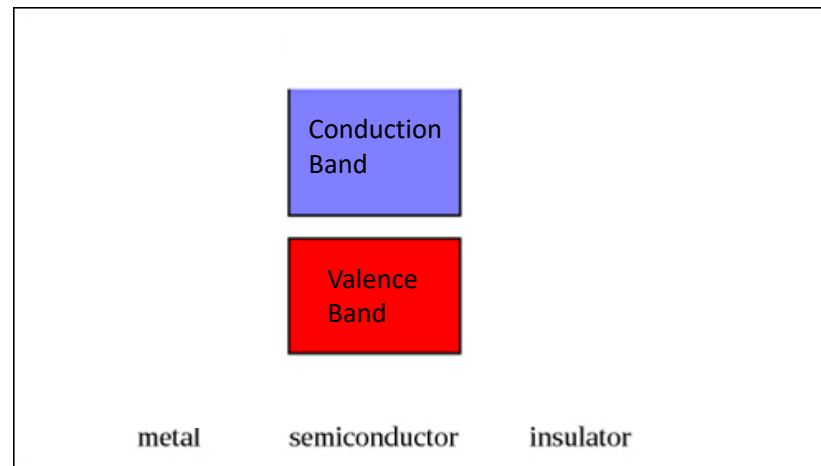 Conduction
Band
Valence
Band
metal semiconductor insulator